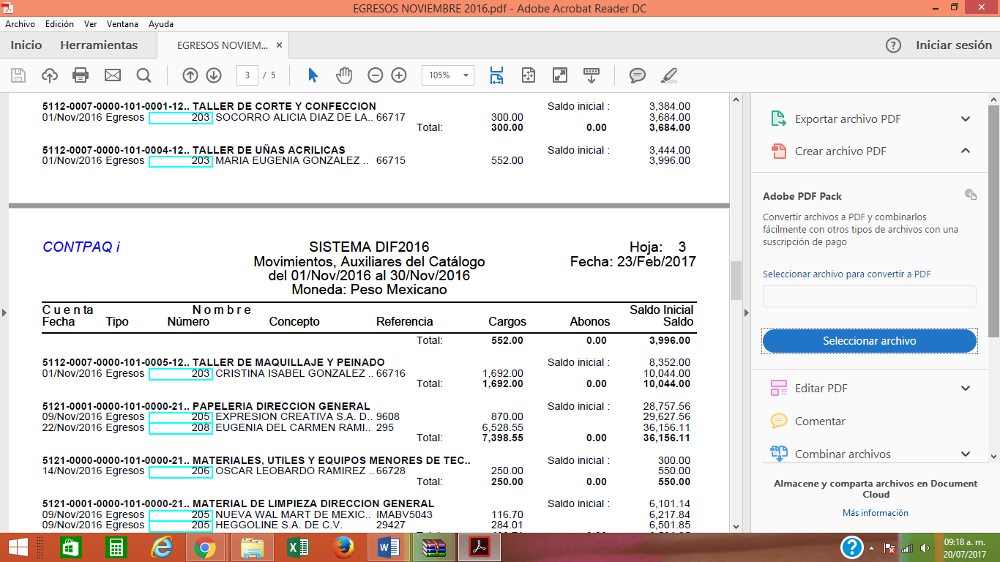 EGRESOS NOVIEMBRE 2016.pdf - Adobe Acrobat Reader DC
Archivo Edición Ver Ventana Ayuda
Inicio Herramientas EGRESOS NOVIEM... × ? Iniciar sesión
3 / 5 105%
5112-0007-0000-101-0001-12.. TALLER DE CORTE Y CONFECCION Saldo inicial : 3,384.00
01/Nov/2016 Egresos 203 SOCORRO ALICIA DIAZ DE LA.. 66717 300.00 3,684.00
Total: 300.00 0.00 3,684.00
5112-0007-0000-101-0004-12.. TALLER DE UÑAS ACRILICAS Saldo inicial : 3,444.00
01/Nov/2016 Egresos 203 MARIA EUGENIA GONZALEZ .. 66715 552.00 3,996.00
CONTPAQ i SISTEMA DIF2016 Hoja: 3
Movimientos, Auxiliares del Catálogo Fecha: 23/Feb/2017
del 01/Nov/2016 al 30/Nov/2016
Moneda: Peso Mexicano
C u e n ta N o m b r e Saldo Inicial
Fecha Tipo Número Concepto Referencia Cargos Abonos Saldo
Total: 552.00 0.00 3,996.00
5112-0007-0000-101-0005-12.. TALLER DE MAQUILLAJE Y PEINADO Saldo inicial : 8,352.00
01/Nov/2016 Egresos 203 CRISTINA ISABEL GONZALEZ .. 66716 1,692.00 10,044.00
Total: 1,692.00 0.00 10,044.00
5121-0001-0000-101-0000-21.. PAPELERIA DIRECCION GENERAL Saldo inicial : 28,757.56
09/Nov/2016 Egresos 205 EXPRESION CREATIVA S.A. D.. 9608 870.00 29,627.56
22/Nov/2016 Egresos 208 EUGENIA DEL CARMEN RAMI.. 295 6,528.55 36,156.11
Total: 7,398.55 0.00 36,156.11
5121-0000-0000-101-0000-21.. MATERIALES, UTILES Y EQUIPOS MENORES DE TEC.. Saldo inicial : 300.00
14/Nov/2016 Egresos 206 OSCAR LEOBARDO RAMIREZ .. 66728 250.00 550.00
Total: 250.00 0.00 550.00
5121-0001-0000-101-0000-21.. MATERIAL DE LIMPIEZA DIRECCION GENERAL Saldo inicial : 6,101.14
09/Nov/2016 Egresos 205 NUEVA WAL MART DE MEXIC.. IMABV5043 116.70 6,217.84
09/Nov/2016 Egresos 205 HEGGOLINE S.A. DE C.V. 29427 284.01 6,501.85
Exportar archivo PDF
Crear archivo PDF
Adobe PDF Pack
Convertir archivos a PDF y combinarlos
fácilmente con otros tipos de archivos con una
suscripción de pago
Seleccionar archivo para convertir a PDF
Seleccionar archivo
Editar PDF
Comentar
Combinar archivos
Almacene y comparta archivos en Document
Cloud
Más información
09:18 a. m.
20/07/2017